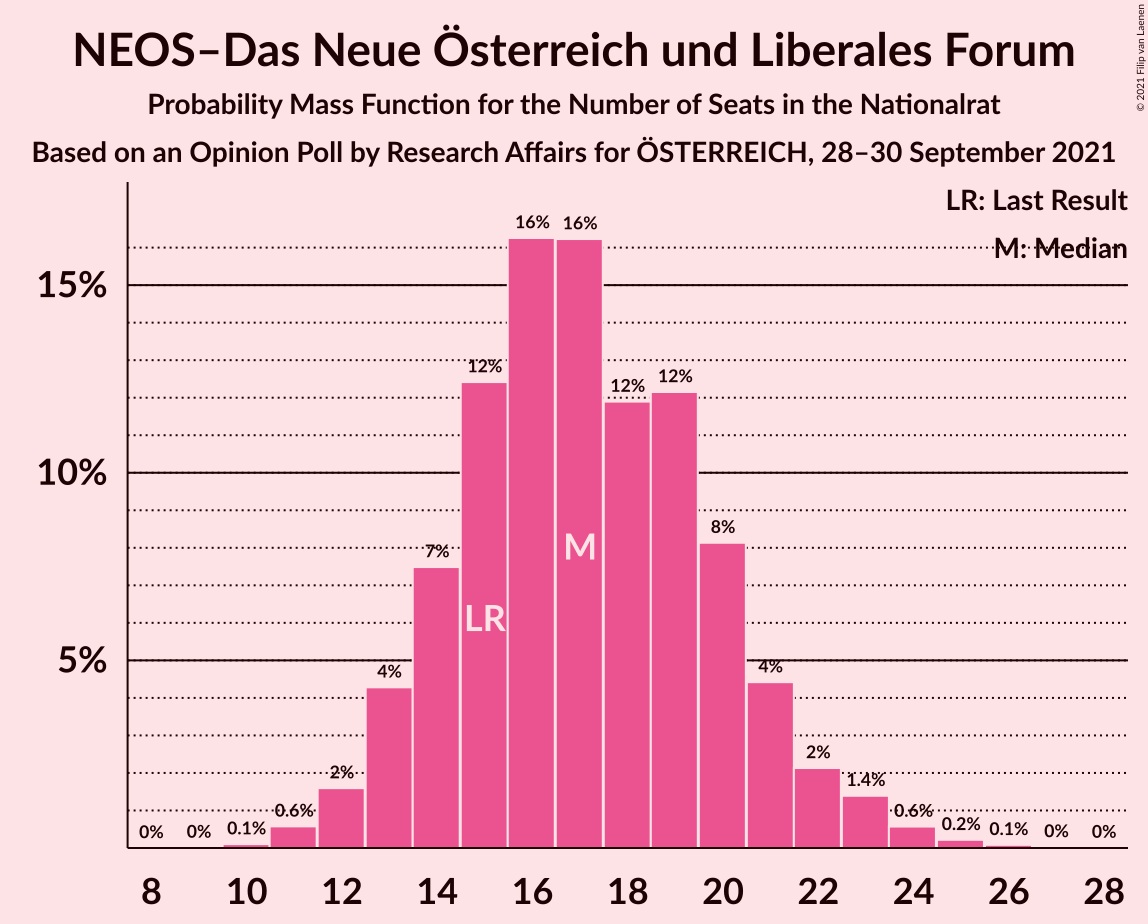 NEOS–Das Neue Österreich und Liberales Forum
Probability Mass Function for the Number of Seats in the Nationalrat
Based on an Opinion Poll by Research Affairs for ÖSTERREICH, 28–30 September 2021
© 2021 Filip van Laenen
LR: Last Result
M: Median
15%
10%
5%
0% 0% 0.1% 0.6% 2% 4% 7% 12% 16% 16% 12% 12% 8% 4% 2% 1.4% 0.6% 0.2% 0.1% 0% 0%
M
LR
8 10 12 14 16 18 20 22 24 26 28